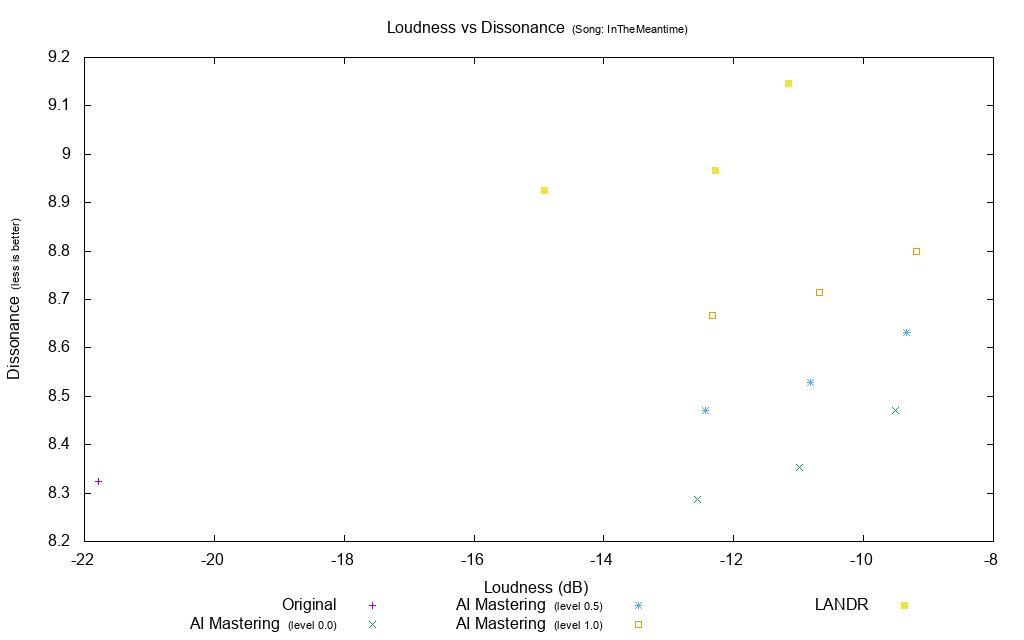 Loudness vs Dissonance (Song: InTheMeantime)
9.2
9.1
9
8.9
8.8
8.7
8.6
8.5
8.4
8.3
8.2
Dissonance (less is better)
-22 -20 -18 -16 -14 -12 -10 -8
Loudness (dB)
Original AI Mastering (level 0.5) LANDR
AI Mastering (level 0.0) AI Mastering (level 1.0)